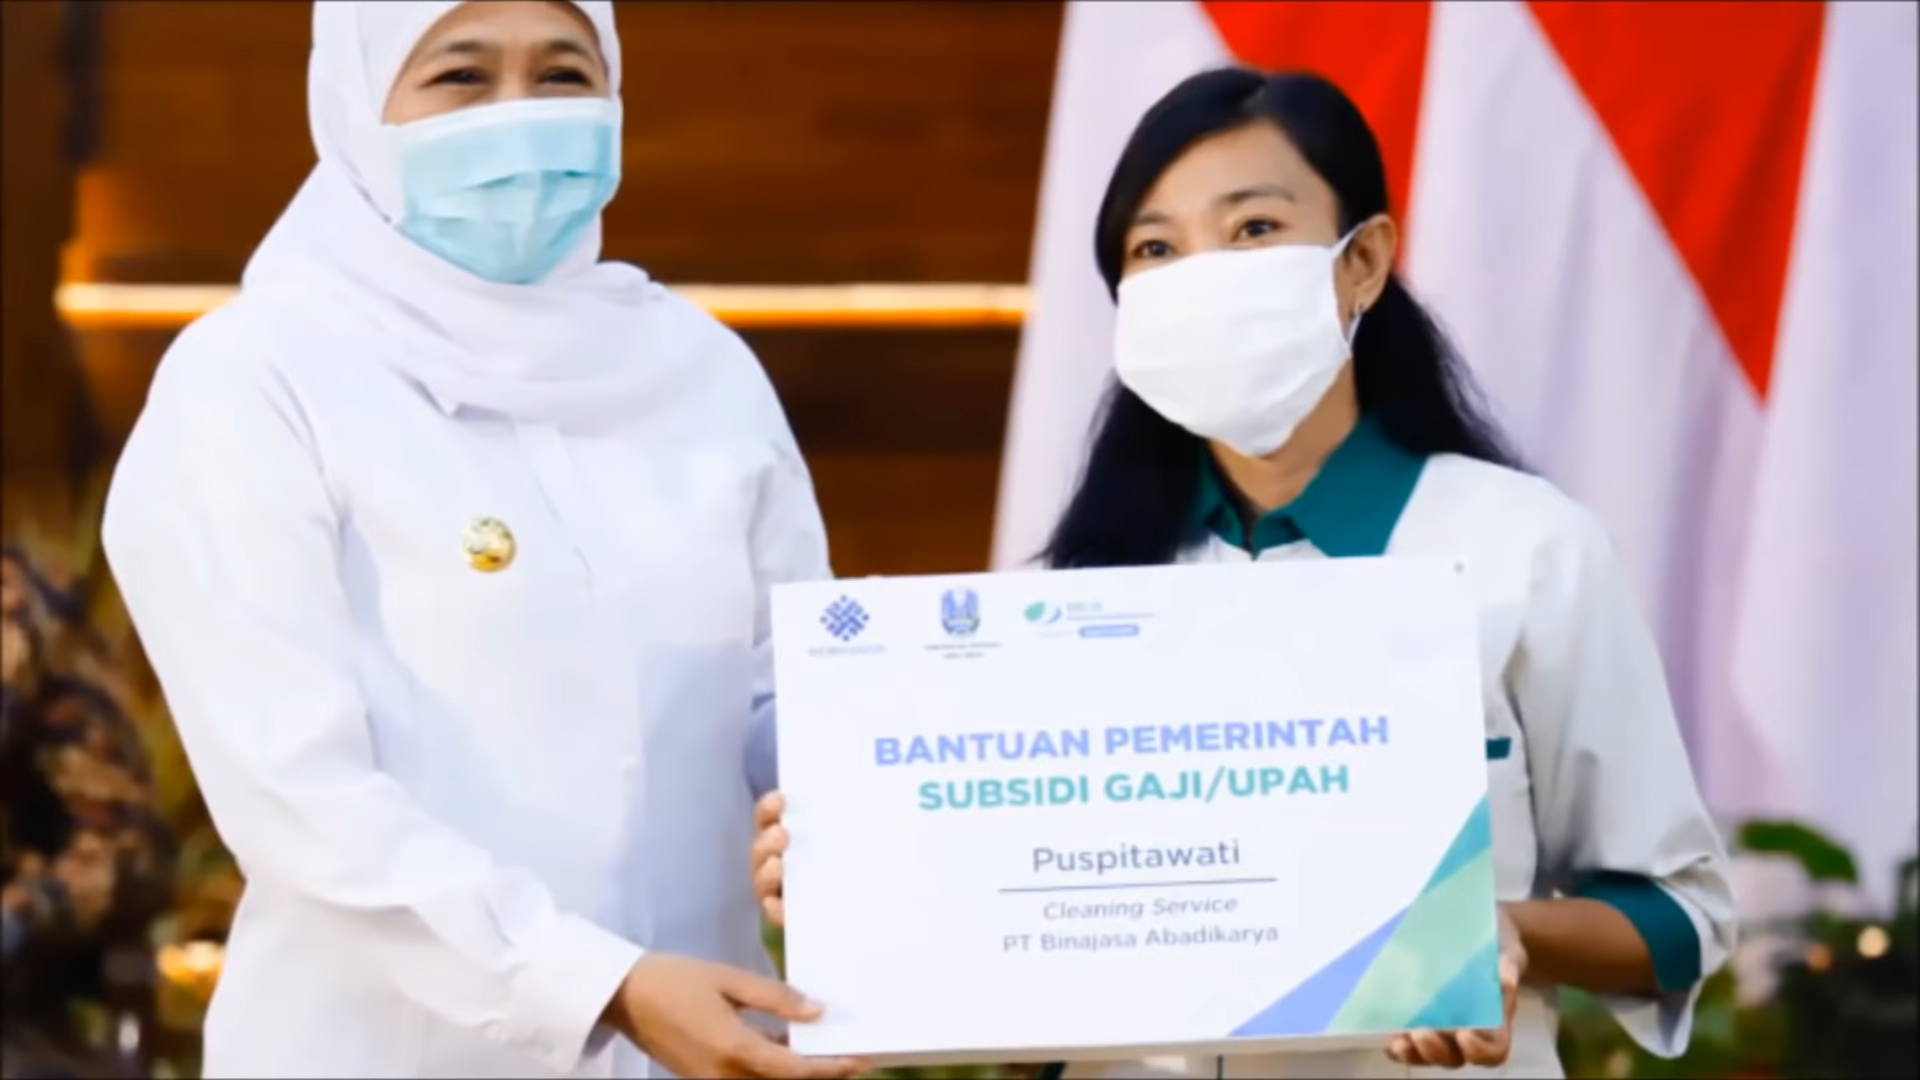 BANTUAN PEMERINTAH
SUBSIDI GAJI/UPAH
Puspitawati
Cleaning Service
PT Binajasa Abadikarya